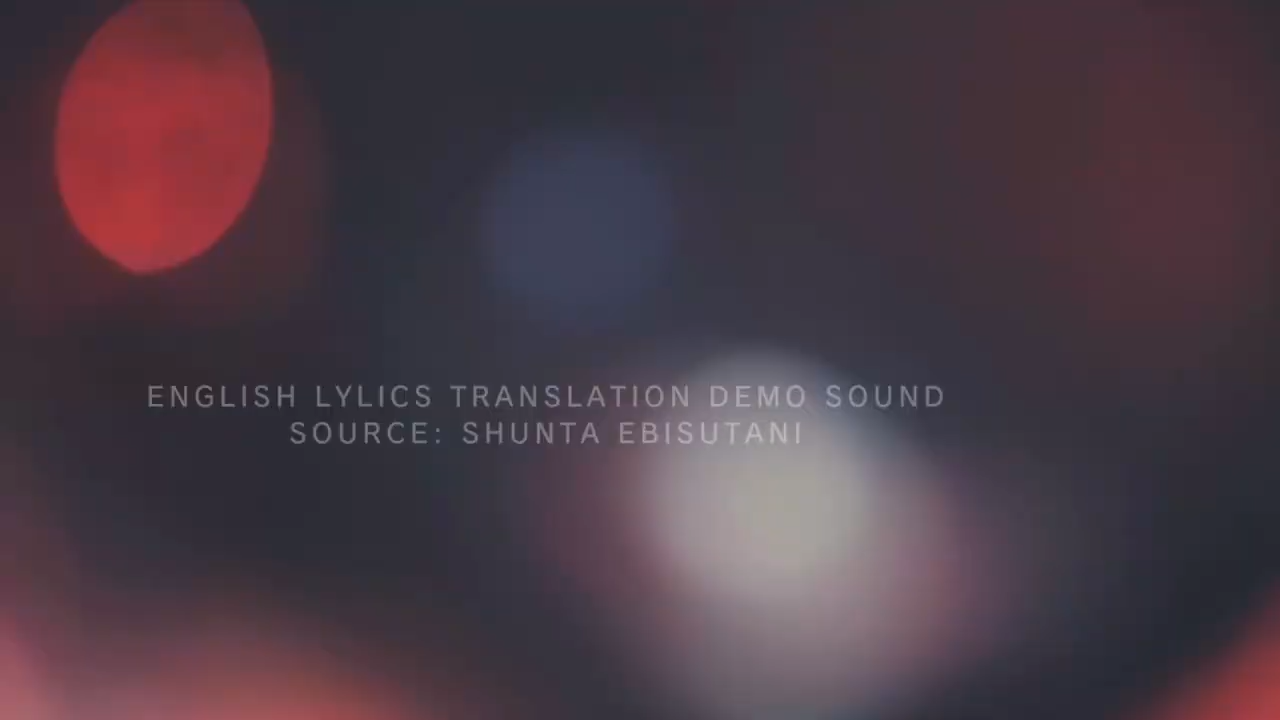 ENGLISH LYLICS TRANSLATION DEMO SOUND
SOURCE: SHUNTA EBISUTANI